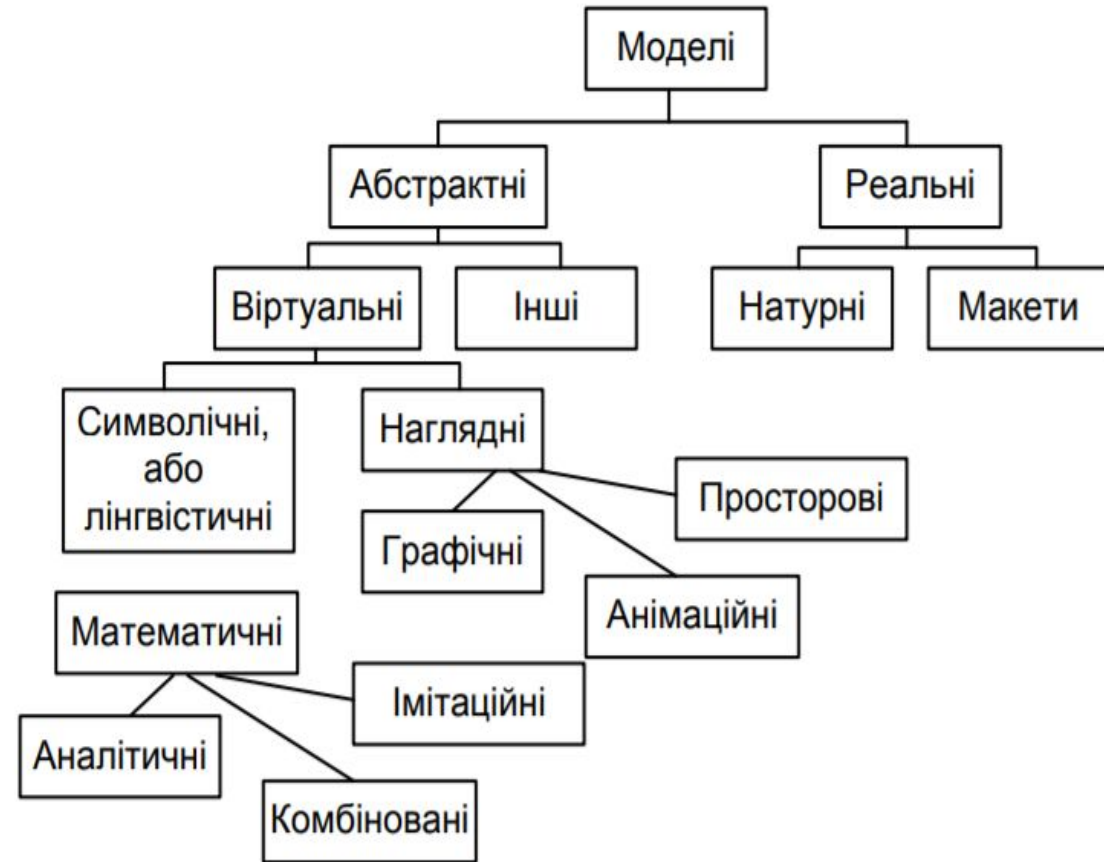 Моделі
Абстрактні
Реальні
Віртуальні
Інші
Натурні
Макети
Символічні,
або
лінгвістичні
Наглядні
Просторові
Графічні
Анімаційні
Математичні
Імітаційні
Аналітичні
Комбіновані